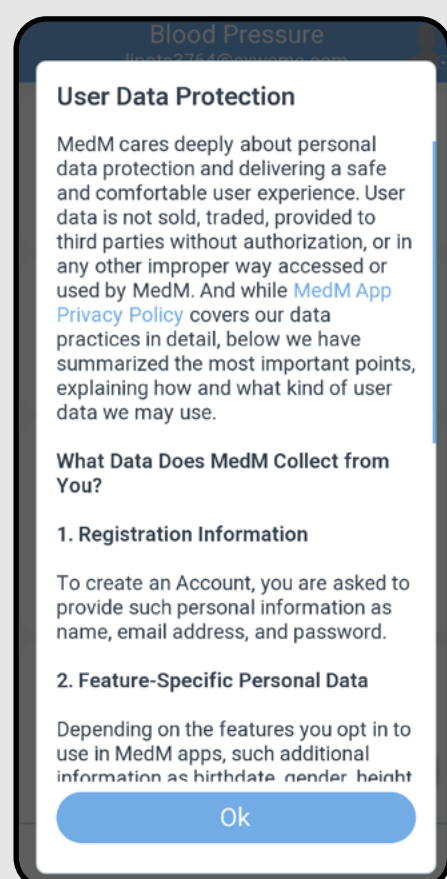 Blood Pressure
User Data Protection
MedM cares deeply about personal
data protection and delivering a safe
and comfortable user experience. User
data is not sold, traded, provided to
third parties without authorization, or in
any other improper way accessed or
used by MedM. And while MedM App
Privacy Policy covers our data
practices in detail, below we have
summarized the most important points,
explaining how and what kind of user
data we may use.
What Data Does MedM Collect from
You?
1. Registration Information
To create an Account, you are asked to
provide such personal information as
name, email address, and password.
2. Feature-Specific Personal Data
Depending on the features you opt in to
use in MedM apps, such additional
information as birthdate, gender, height
Ok